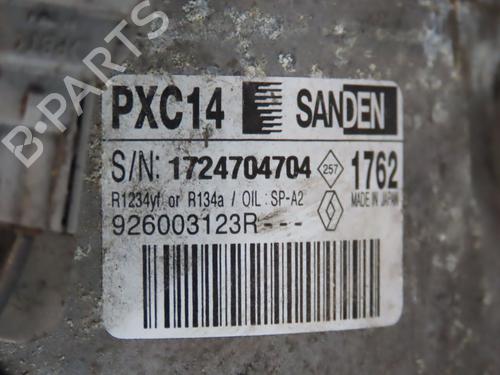 PXC14 SANDEN
S/N: 1724704704 257 1762
R1234yf or R134a / OIL : SP-A2 MADE IN JAPAN
926003123R---
B-PARTS